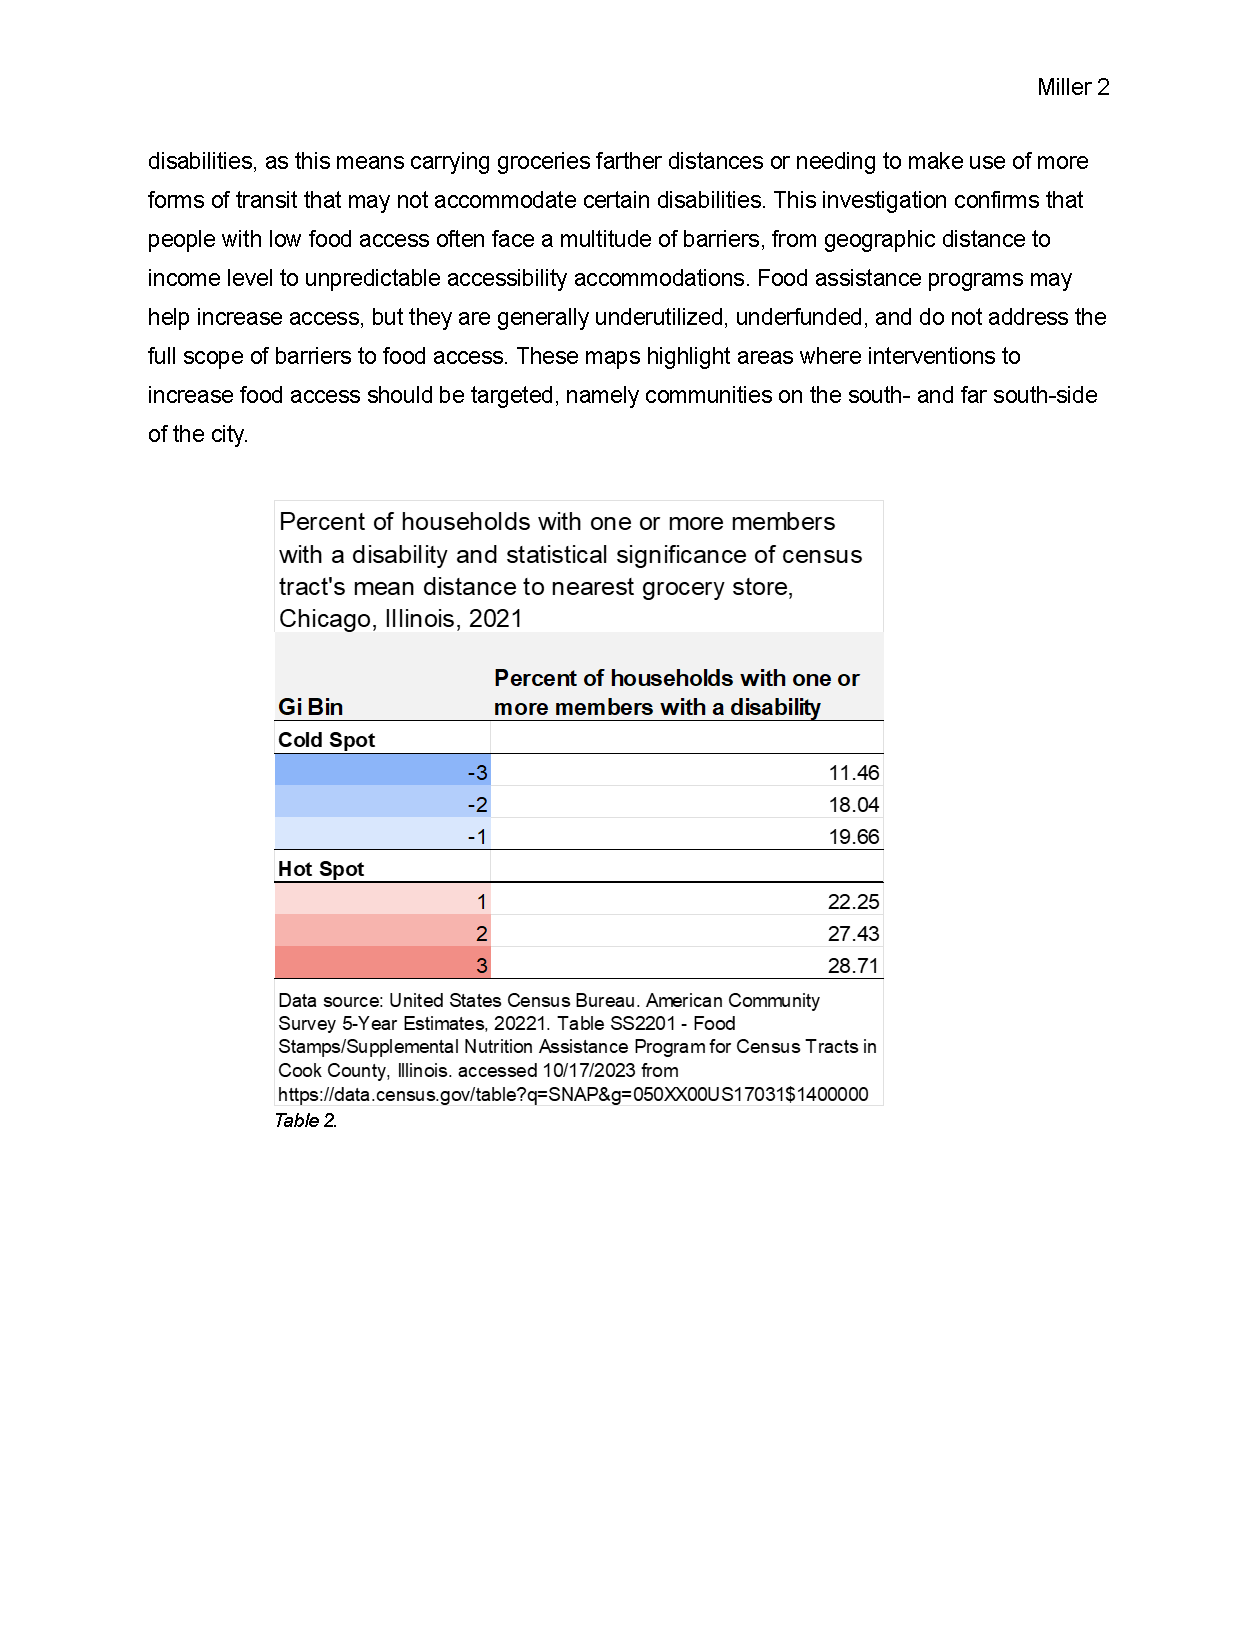 Miller 2
disabilities, as this means carrying groceries farther distances or needing to make use of more
forms of transit that may not accommodate certain disabilities. This investigation confirms that
people with low food access often face a multitude of barriers, from geographic distance to
income level to unpredictable accessibility accommodations. Food assistance programs may
help increase access, but they are generally underutilized, underfunded, and do not address the
full scope of barriers to food access. These maps highlight areas where interventions to
increase food access should be targeted, namely communities on the south- and far south-side
of the city.
Percent of households with one or more members
with a disability and statistical significance of census
tract's mean distance to nearest grocery store,
Chicago, Illinois, 2021
Percent of households with one or
Gi Bin more members with a disability
Cold Spot
-3 11.46
-2 18.04
-1 19.66
Hot Spot
1 22.25
2 27.43
3 28.71
Data source: United States Census Bureau. American Community
Survey 5-Year Estimates, 20221. Table SS2201 - Food
Stamps/Supplemental Nutrition Assistance Program for Census Tracts in
Cook County, Illinois. accessed 10/17/2023 from
https://data.census.gov/table?q=SNAP&g=050XX00US17031$1400000
Table 2.